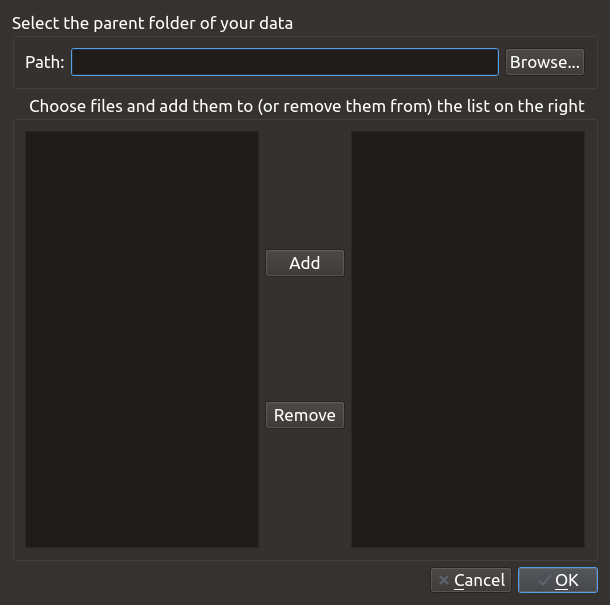 Select the parent folder of your data
Path: Browse...
Choose files and add them to (or remove them from) the list on the right
Add
Remove
Cancel OK